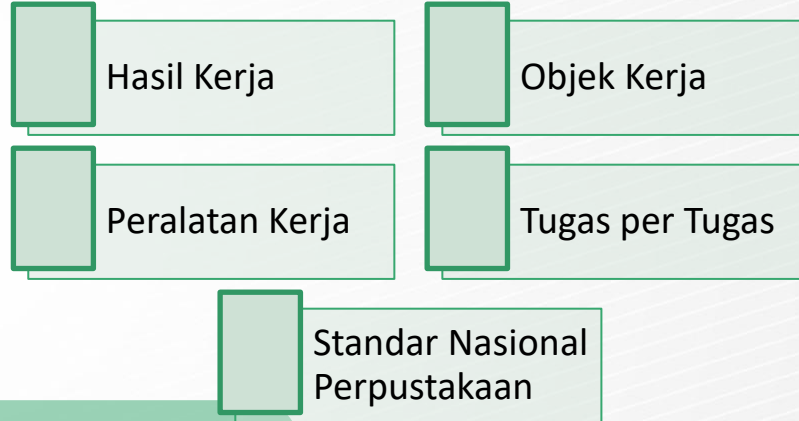 Hasil Kerja
Objek Kerja
Peralatan Kerja
Tugas per Tugas
Standar Nasional
Perpustakaan